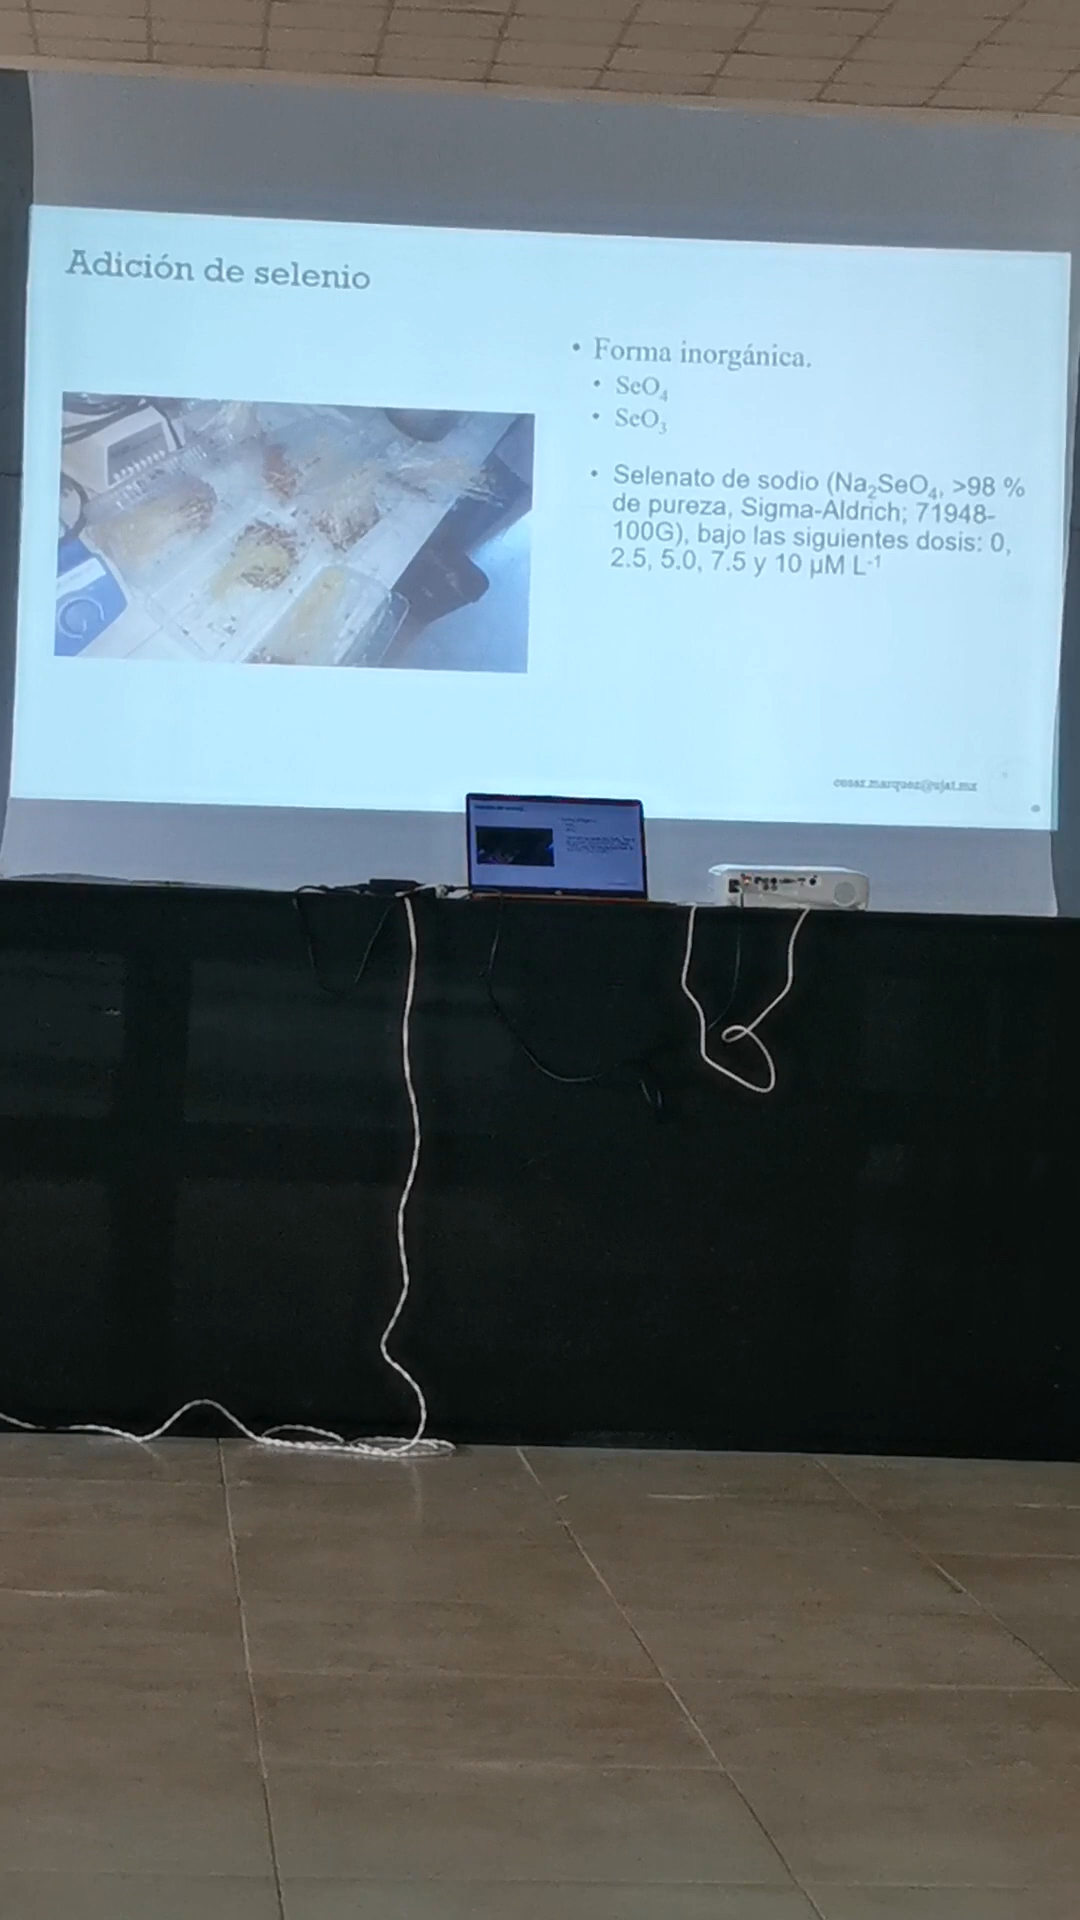 Adición de selenio
• Forma inorgánica.
• SeO₄
• SeO₃
• Selenato de sodio (Na₂SeO₄, >98 %
de pureza, Sigma-Aldrich; 71948-
100G), bajo las siguientes dosis: 0,
2.5, 5.0, 7.5 y 10 µM L⁻¹
cesar.marquez@ujat.mx